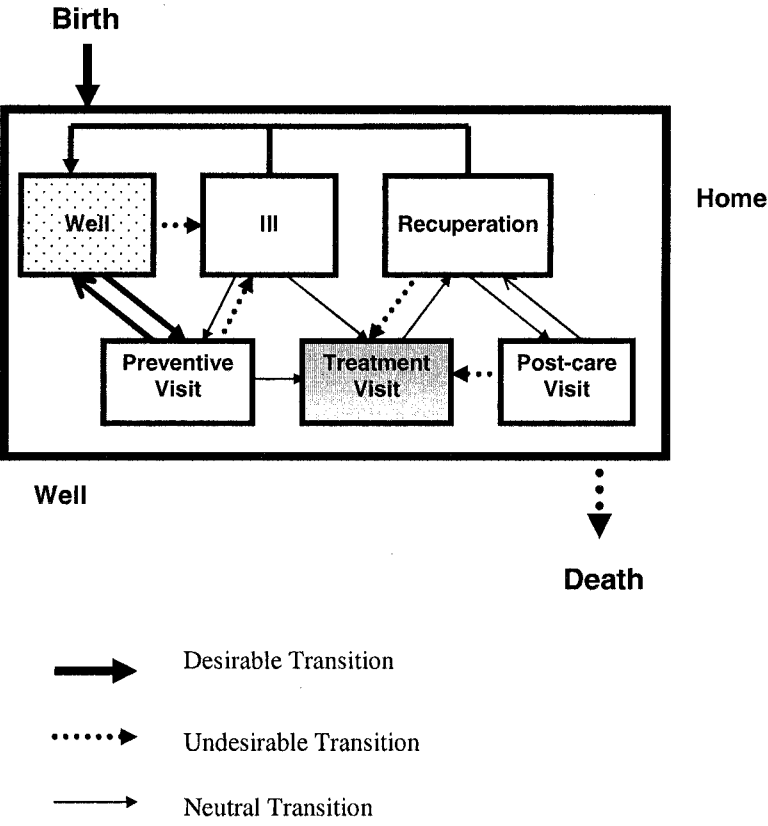 Birth
Home
Well
Ill
Recuperation
Preventive
Visit
Treatment
Visit
Post-care
Visit
Well
Death
Desirable Transition
Undesirable Transition
Neutral Transition